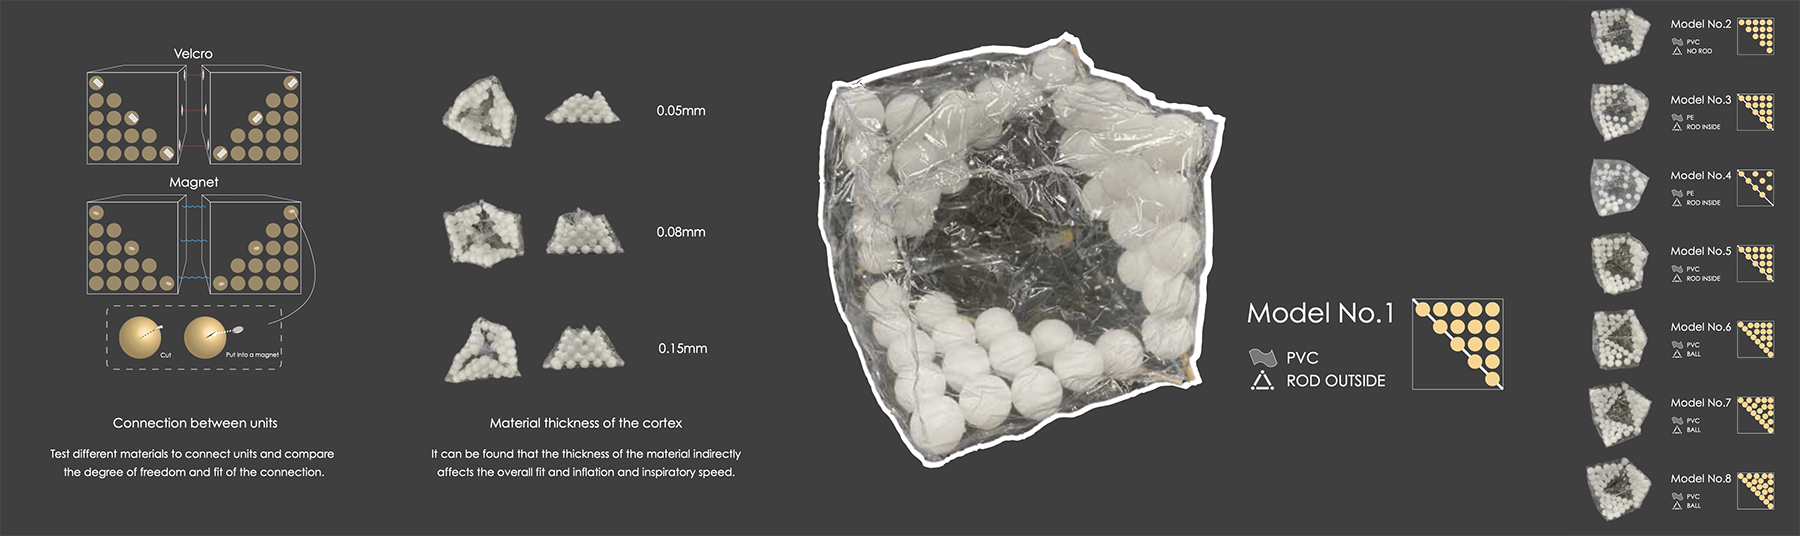 Velcro
Magnet
Cut
Put into a magnet
Connection between units
Test different materials to connect units and compare
the degree of freedom and fit of the connection.
0.05mm
0.08mm
0.15mm
Material thickness of the cortex
It can be found that the thickness of the material indirectly
affects the overall fit and inflation and inspiratory speed.
Model No.1
PVC
ROD OUTSIDE
Model No.2
PVC
NO ROD
Model No.3
PE
ROD INSIDE
Model No.4
PE
ROD INSIDE
Model No.5
PVC
ROD INSIDE
Model No.6
PVC
BALL
Model No.7
PVC
BALL
Model No.8
PVC
BALL